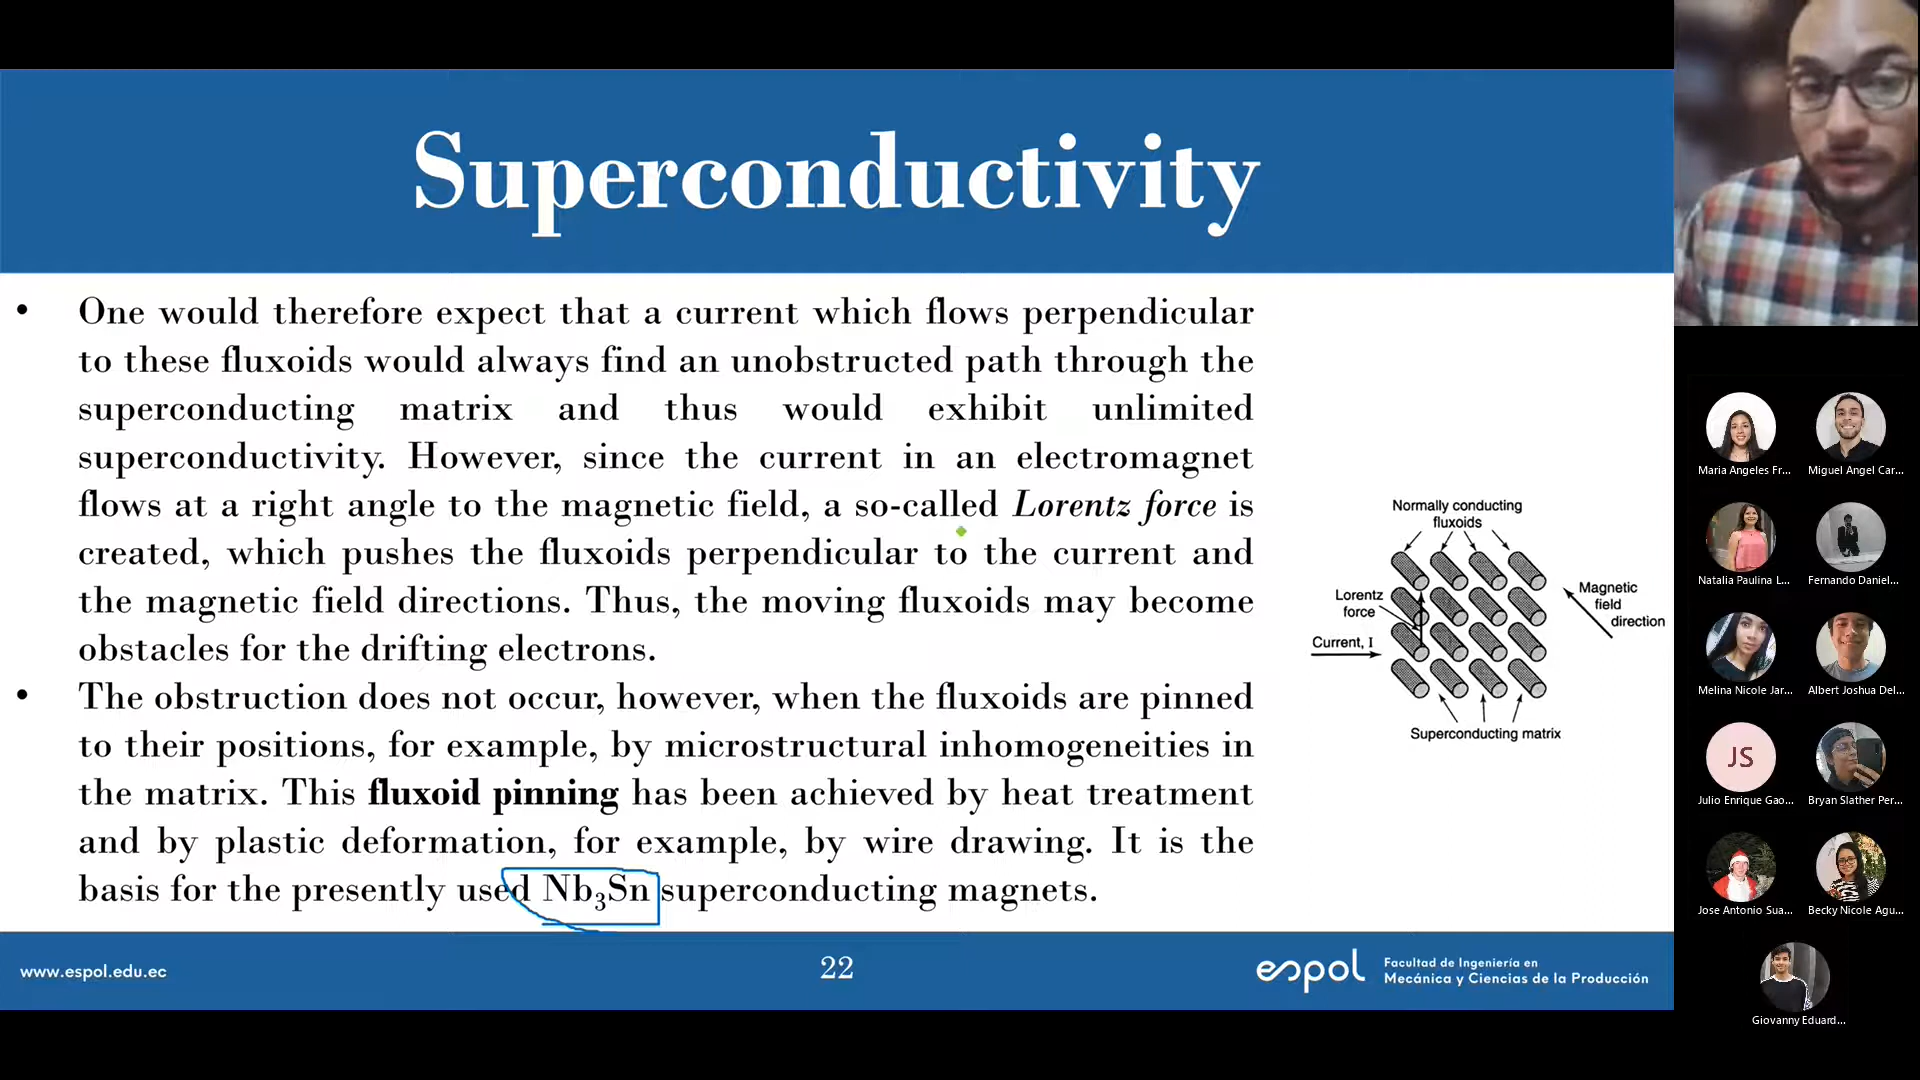 Superconductivity
• One would therefore expect that a current which flows perpendicular
to these fluxoids would always find an unobstructed path through the
superconducting matrix and thus would exhibit unlimited
superconductivity. However, since the current in an electromagnet
flows at a right angle to the magnetic field, a so-called Lorentz force is
created, which pushes the fluxoids perpendicular to the current and
the magnetic field directions. Thus, the moving fluxoids may become
obstacles for the drifting electrons.
• The obstruction does not occur, however, when the fluxoids are pinned
to their positions, for example, by microstructural inhomogeneities in
the matrix. This fluxoid pinning has been achieved by heat treatment
and by plastic deformation, for example, by wire drawing. It is the
basis for the presently used Nb₃Sn superconducting magnets.
Normally conducting
fluxoids
Lorentz
force
Magnetic
field
direction
Current, I
Superconducting matrix
www.espol.edu.ec
22
espol
Facultad de Ingeniería en
Mecánica y Ciencias de la Producción
Maria Angeles Fr...
Miguel Angel Car...
Natalia Paulina L...
Fernando Daniel...
Melina Nicole Jar...
Albert Joshua Del...
JS
Julio Enrique Gao...
Bryan Slather Per...
Jose Antonio Sua...
Becky Nicole Agu...
Giovanny Eduard...